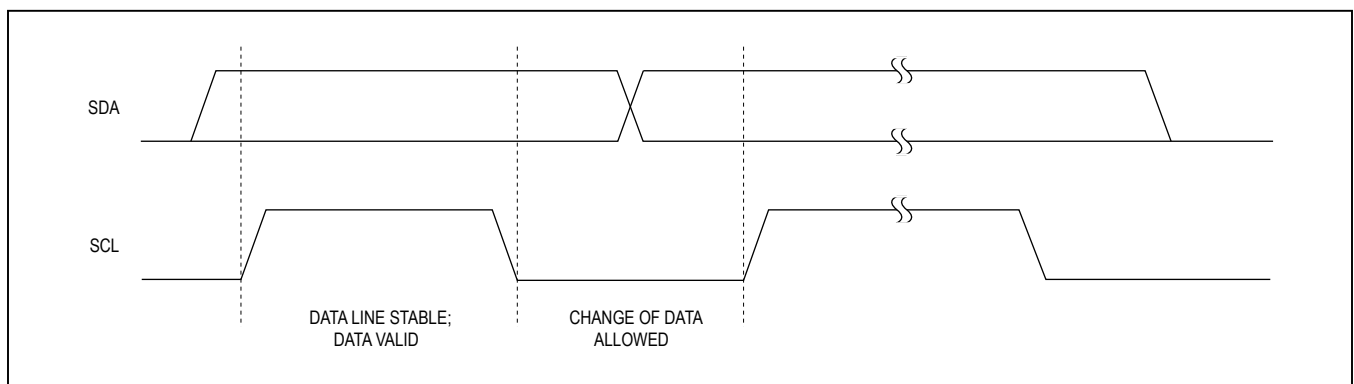 SDA
SCL
DATA LINE STABLE;
DATA VALID
CHANGE OF DATA
ALLOWED